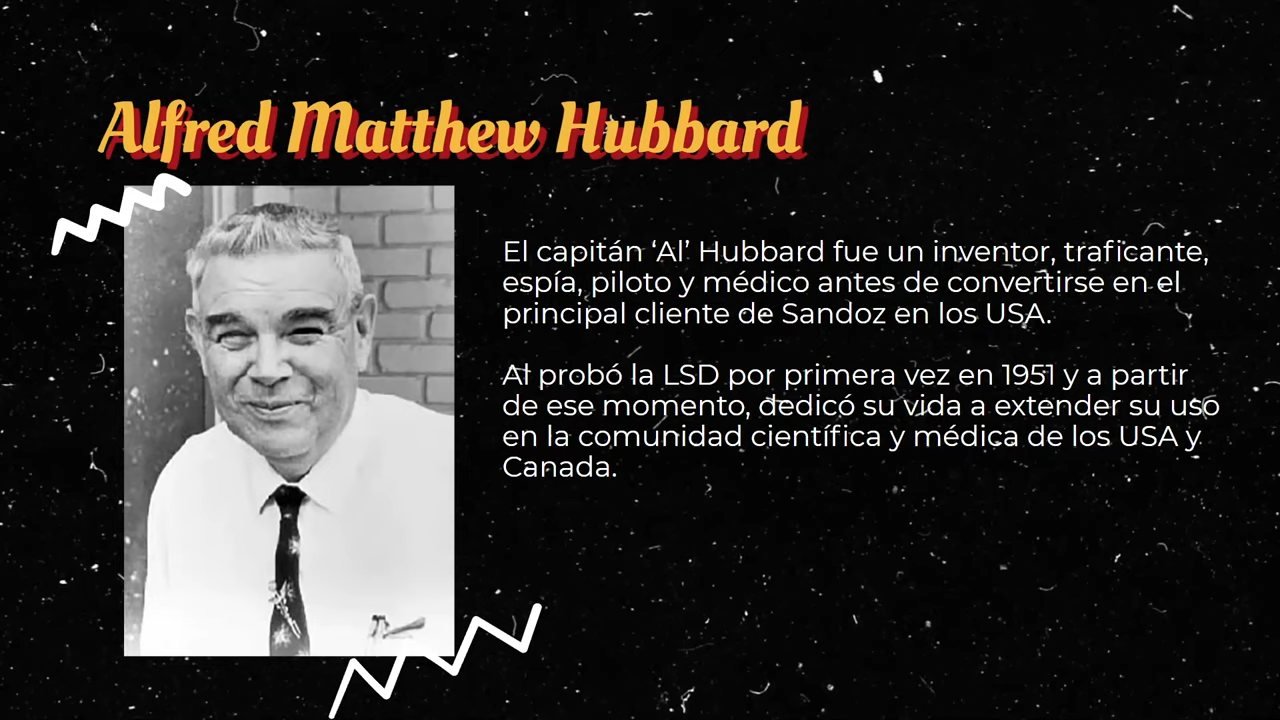 Alfred Matthew Hubbard
El capitán ‘Al’ Hubbard fue un inventor, traficante,
espía, piloto y médico antes de convertirse en el
principal cliente de Sandoz en los USA.
Al probó la LSD por primera vez en 1951 y a partir
de ese momento, dedicó su vida a extender su uso
en la comunidad científica y médica de los USA y
Canada.